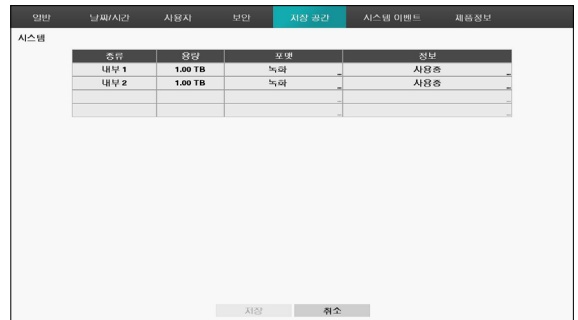 일반 날짜/시간 사용자 보안 저장 공간 시스템 이벤트 제품정보
시스템
종류 용량 포맷 정보
내부 1 1.00 TB 녹화 사용중
내부 2 1.00 TB 녹화 사용중
저장 취소